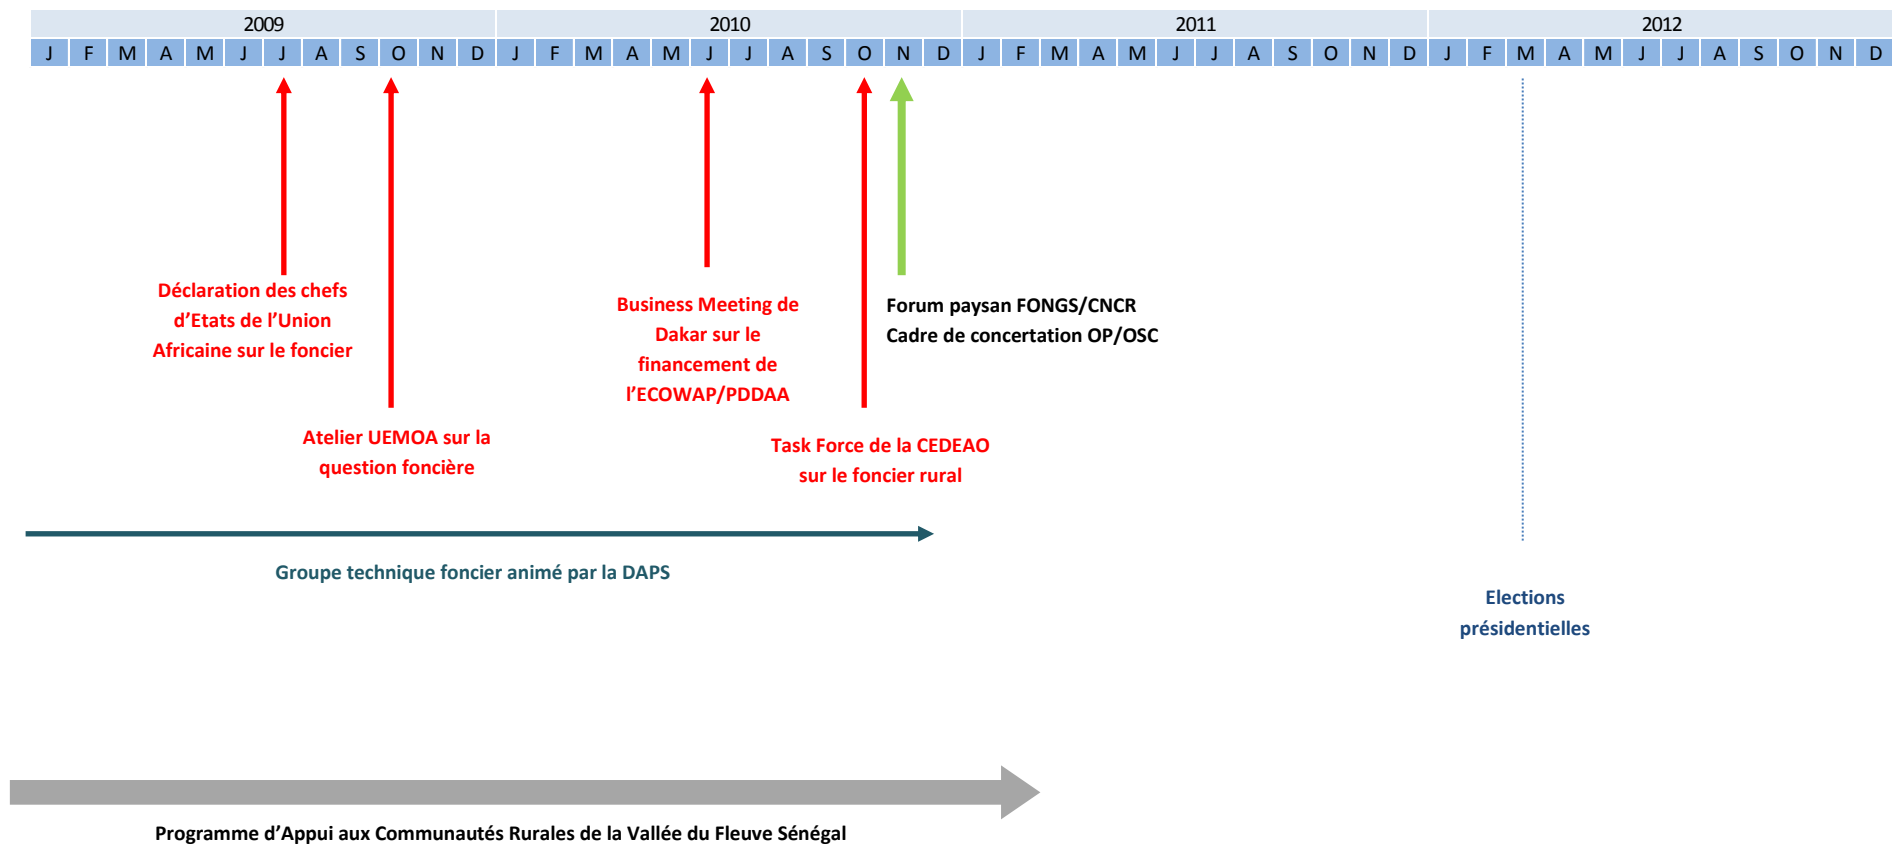 2009 2010 2011 2012
J F M A M J J A S O N D J F M A M J J A S O N D J F M A M J J A S O N D J F M A M J J A S O N D
Déclaration des chefs
d’Etats de l’Union
Africaine sur le foncier
Business Meeting de
Dakar sur le
financement de
l’ECOWAP/PDDAA
Forum paysan FONGS/CNCR
Cadre de concertation OP/OSC
Atelier UEMOA sur la
question foncière
Task Force de la CEDEAO
sur le foncier rural
Groupe technique foncier animé par la DAPS
Elections
présidentielles
Programme d’Appui aux Communautés Rurales de la Vallée du Fleuve Sénégal